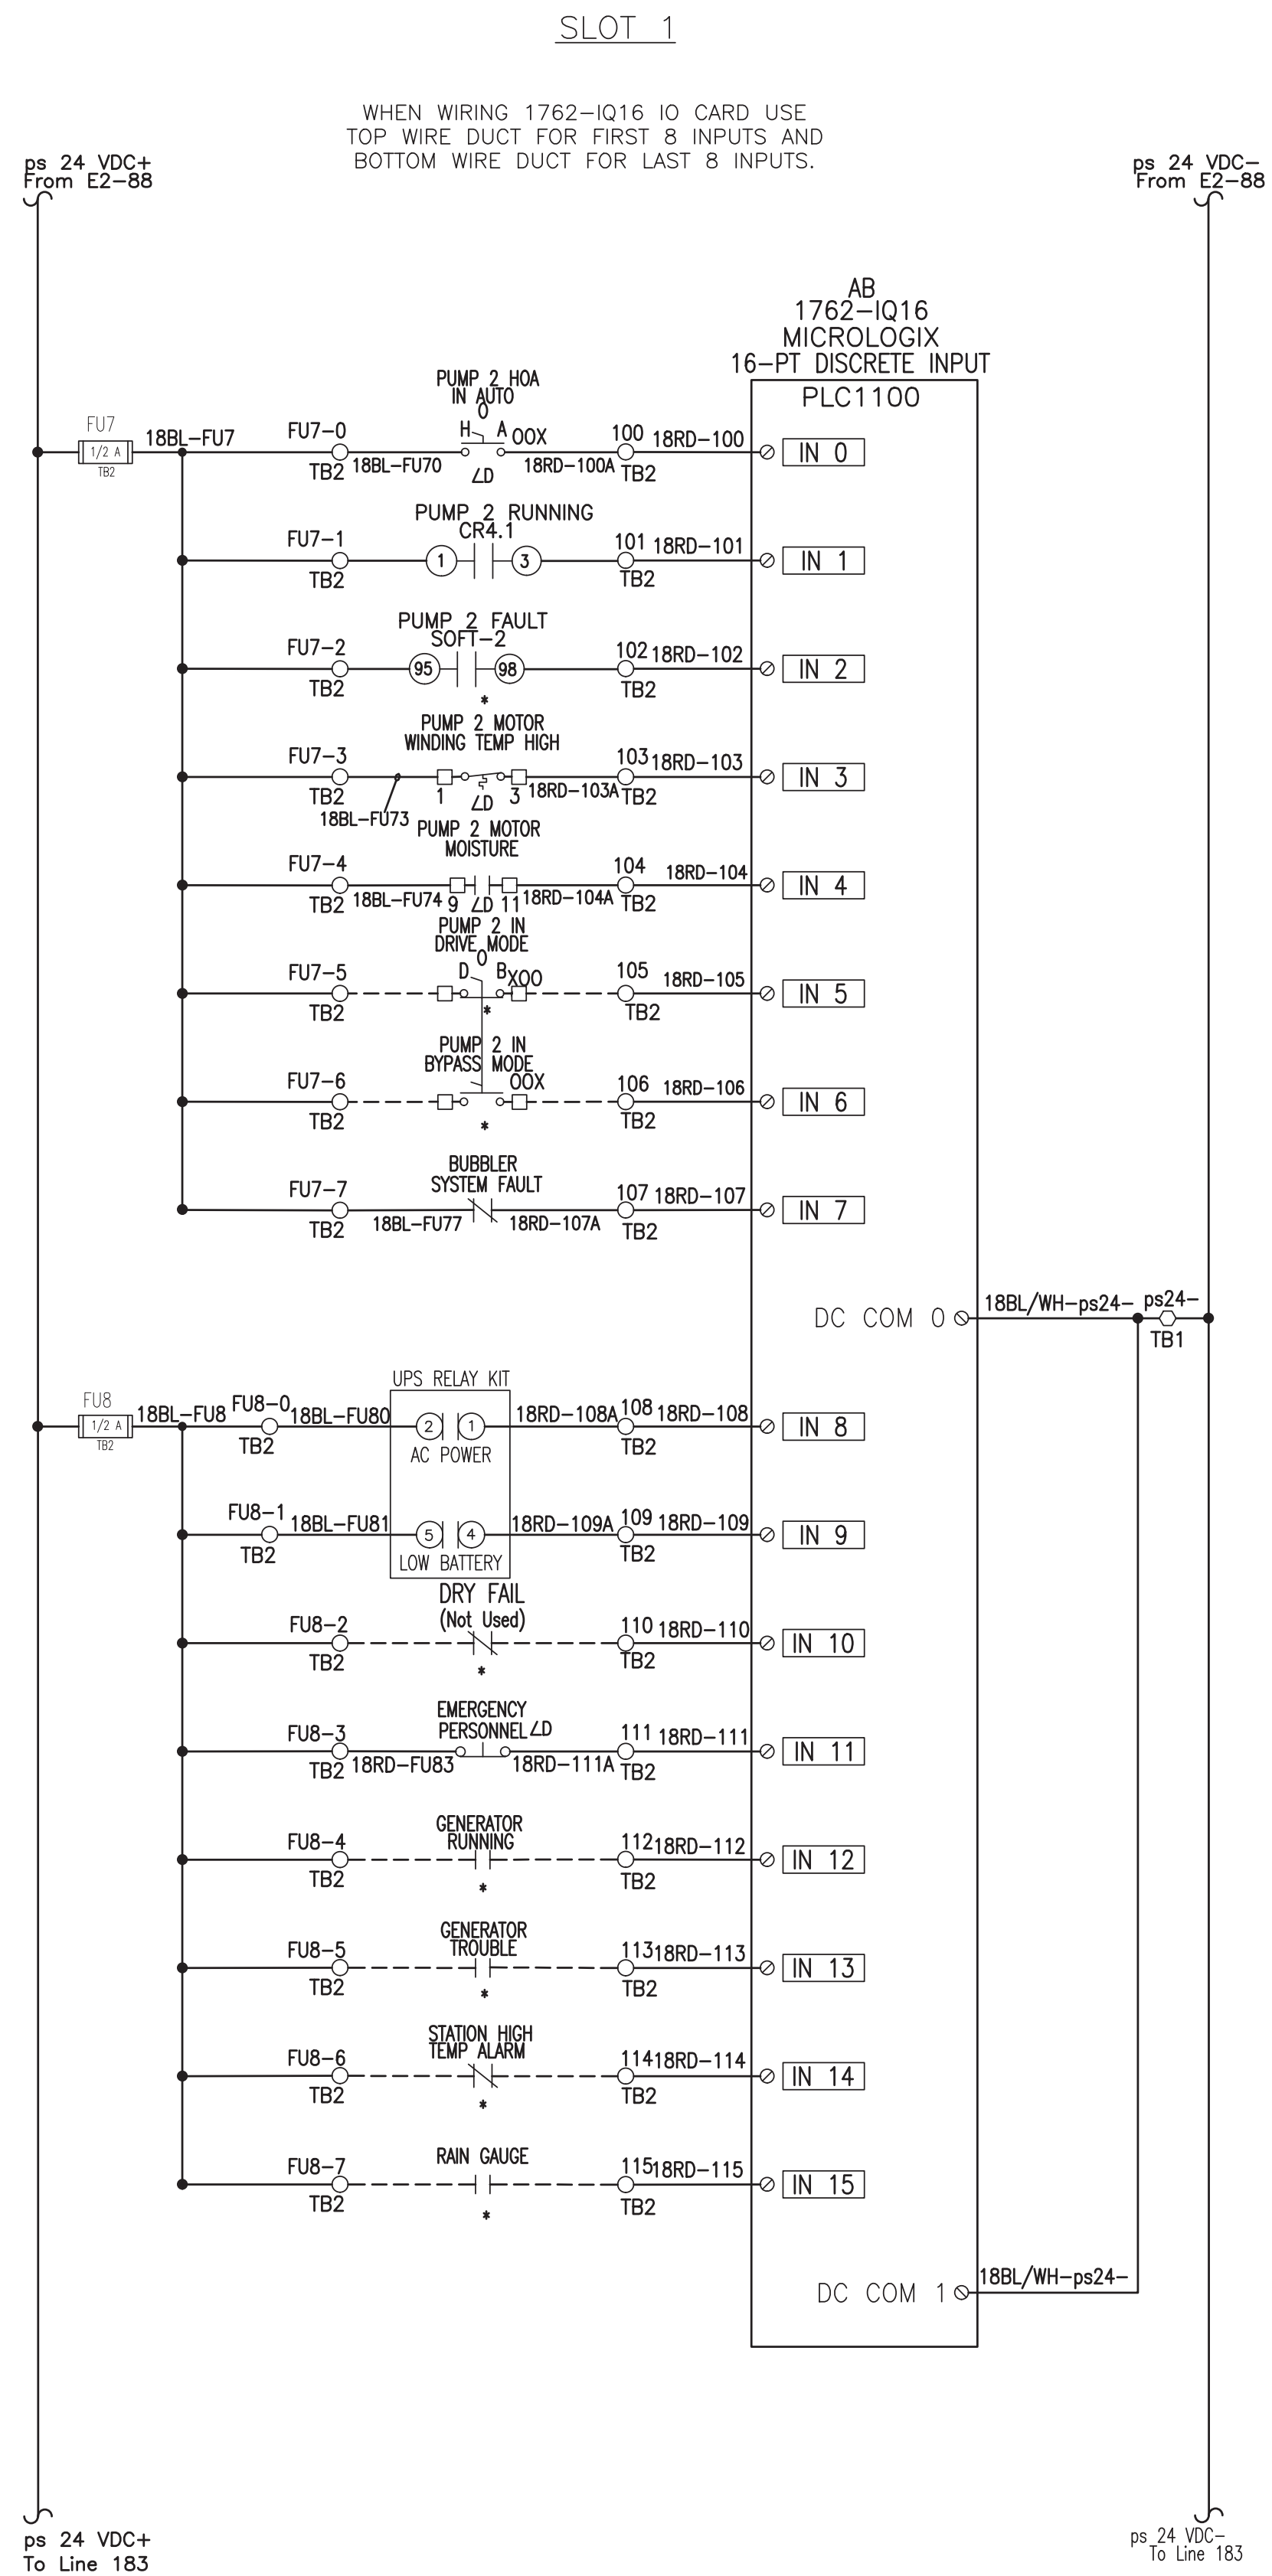 SLOT 1
WHEN WIRING 1762-IQ16 IO CARD USE
TOP WIRE DUCT FOR FIRST 8 INPUTS AND
BOTTOM WIRE DUCT FOR LAST 8 INPUTS.
ps 24 VDC+
From E2-88
ps 24 VDC-
From E2-88
AB
1762-IQ16
MICROLOGIX
16-PT DISCRETE INPUT
PLC1100
FU7
1/2 A
TB2
18BL-FU7
FU7-0
TB2
18BL-FU70
PUMP 2 HOA
IN AUTO
O
H A OOX
∠D
18RD-100A
100
TB2
18RD-100
IN 0
FU7-1
TB2
PUMP 2 RUNNING
CR4.1
1 3
101
TB2
18RD-101
IN 1
FU7-2
TB2
PUMP 2 FAULT
SOFT-2
95 98
*
102
TB2
18RD-102
IN 2
FU7-3
TB2
18BL-FU73
PUMP 2 MOTOR
WINDING TEMP HIGH
1 ∠D 3
18RD-103A
103
TB2
18RD-103
IN 3
FU7-4
TB2
18BL-FU74
PUMP 2 MOTOR
MOISTURE
9 ∠D 11
18RD-104A
104
TB2
18RD-104
IN 4
FU7-5
TB2
PUMP 2 IN
DRIVE MODE
O
D B XOO
*
105
TB2
18RD-105
IN 5
FU7-6
TB2
PUMP 2 IN
BYPASS MODE
OOX
*
106
TB2
18RD-106
IN 6
FU7-7
TB2
18BL-FU77
BUBBLER
SYSTEM FAULT
18RD-107A
107
TB2
18RD-107
IN 7
DC COM 0
18BL/WH-ps24-
ps24-
TB1
FU8
1/2 A
TB2
18BL-FU8
FU8-0
TB2
18BL-FU80
UPS RELAY KIT
2 1
AC POWER
18RD-108A
108
TB2
18RD-108
IN 8
FU8-1
TB2
18BL-FU81
5 4
LOW BATTERY
18RD-109A
109
TB2
18RD-109
IN 9
FU8-2
TB2
DRY FAIL
(Not Used)
*
110
TB2
18RD-110
IN 10
FU8-3
TB2
18RD-FU83
EMERGENCY
PERSONNEL ∠D
18RD-111A
111
TB2
18RD-111
IN 11
FU8-4
TB2
GENERATOR
RUNNING
*
112
TB2
18RD-112
IN 12
FU8-5
TB2
GENERATOR
TROUBLE
*
113
TB2
18RD-113
IN 13
FU8-6
TB2
STATION HIGH
TEMP ALARM
*
114
TB2
18RD-114
IN 14
FU8-7
TB2
RAIN GAUGE
*
115
TB2
18RD-115
IN 15
DC COM 1
18BL/WH-ps24-
ps 24 VDC+
To Line 183
ps 24 VDC-
To Line 183